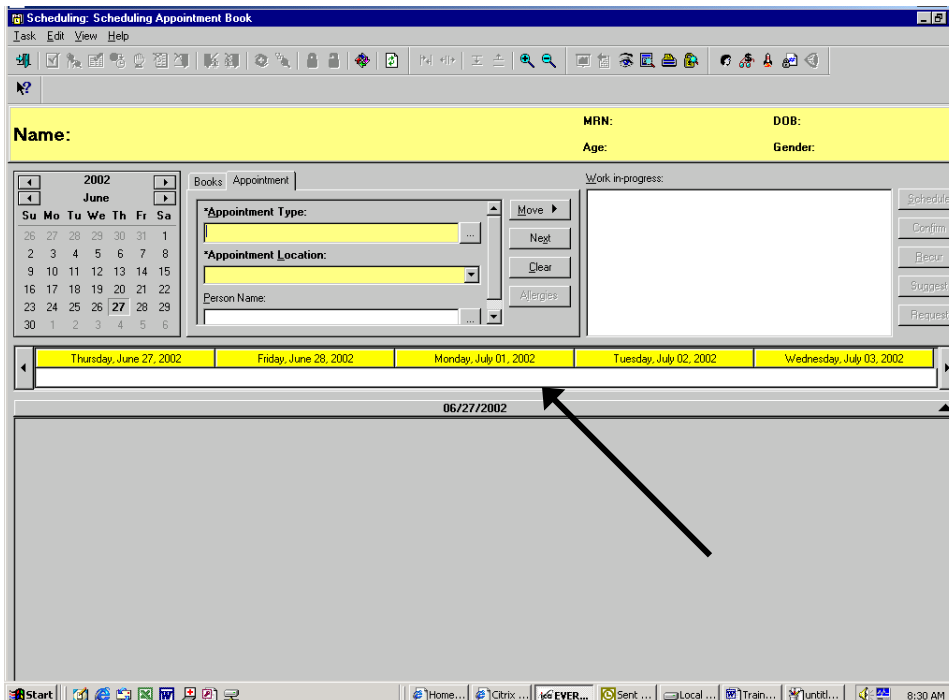 Scheduling: Scheduling Appointment Book
Task Edit View Help
Name:
MRN: DOB:
Age: Gender:
2002
June
Su Mo Tu We Th Fr Sa
26 27 28 29 30 31 1
2 3 4 5 6 7 8
9 10 11 12 13 14 15
16 17 18 19 20 21 22
23 24 25 26 27 28 29
30 1 2 3 4 5 6
Books Appointment
*Appointment Type:
...
*Appointment Location:
Person Name:
...
Move
Next
Clear
Allergies
Work in-progress:
Schedule
Confirm
Recur
Suggest
Request
Thursday, June 27, 2002 Friday, June 28, 2002 Monday, July 01, 2002 Tuesday, July 02, 2002 Wednesday, July 03, 2002
06/27/2002
Start Home... Citrix ... EVER... Sent ... Local ... Train... untitl... 8:30 AM